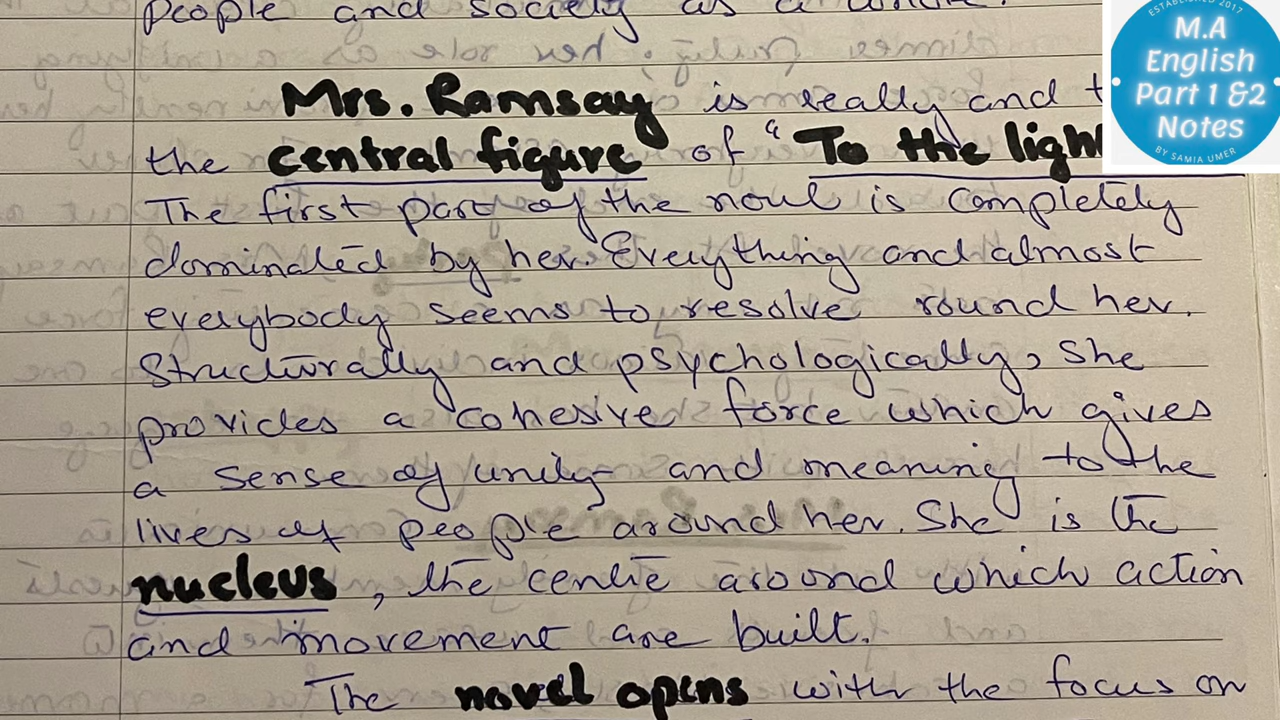 people and society as a
ESTABLISHED 2017
M.A
English
Part 1 & 2
Notes
BY SAMIA UMER
Mrs. Ramsay is really and
the central figure of "To the light
The first part of the novel is completely
dominated by her. Everything and almost
everybody seems to resolve round her.
Structurally and psychologically, she
provides a cohesive force which gives
a sense of unity and meaning to the
lives of people around her. She is the
nucleus, the centre around which action
and movement are built.
The novel opens with the focus on